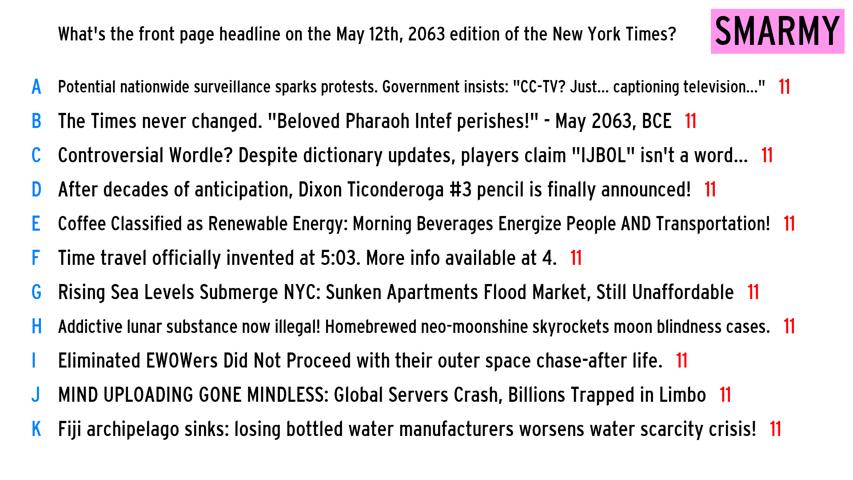 What's the front page headline on the May 12th, 2063 edition of the New York Times? SMARMY
A Potential nationwide surveillance sparks protests. Government insists: "CC-TV? Just... captioning television..." 11
B The Times never changed. "Beloved Pharaoh Intef perishes!" - May 2063, BCE 11
C Controversial Wordle? Despite dictionary updates, players claim "IJBOL" isn't a word... 11
D After decades of anticipation, Dixon Ticonderoga #3 pencil is finally announced! 11
E Coffee Classified as Renewable Energy: Morning Beverages Energize People AND Transportation! 11
F Time travel officially invented at 5:03. More info available at 4. 11
G Rising Sea Levels Submerge NYC: Sunken Apartments Flood Market, Still Unaffordable 11
H Addictive lunar substance now illegal! Homebrewed neo-moonshine skyrockets moon blindness cases. 11
I Eliminated EWOWers Did Not Proceed with their outer space chase-after life. 11
J MIND UPLOADING GONE MINDLESS: Global Servers Crash, Billions Trapped in Limbo 11
K Fiji archipelago sinks: losing bottled water manufacturers worsens water scarcity crisis! 11